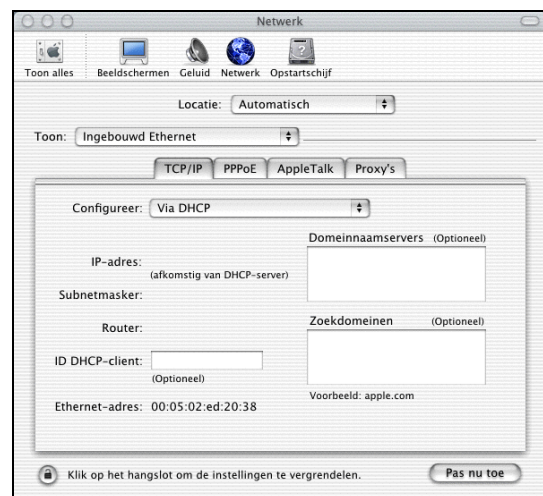 Netwerk
Toon alles Beeldschermen Geluid Netwerk Opstartschijf
Locatie: Automatisch
Toon: Ingebouwd Ethernet
TCP/IP PPPoE AppleTalk Proxy's
Configureer: Via DHCP
Domeinnaamservers (Optioneel)
IP-adres:
(afkomstig van DHCP-server)
Subnetmasker:
Router:
Zoekdomeinen (Optioneel)
ID DHCP-client:
(Optioneel)
Voorbeeld: apple.com
Ethernet-adres: 00:05:02:ed:20:38
Klik op het hangslot om de instellingen te vergrendelen.
Pas nu toe